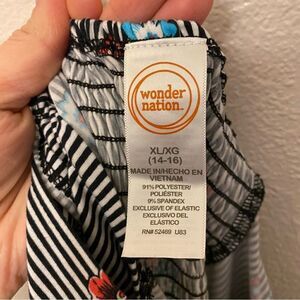 wonder
nation™
XL/XG
(14-16)
MADE IN/HECHO EN
VIETNAM
91% POLYESTER/
POLIÉSTER
9% SPANDEX
EXCLUSIVE OF ELASTIC
EXCLUSIVO DEL
ELÁSTICO
RN# 52469 U83